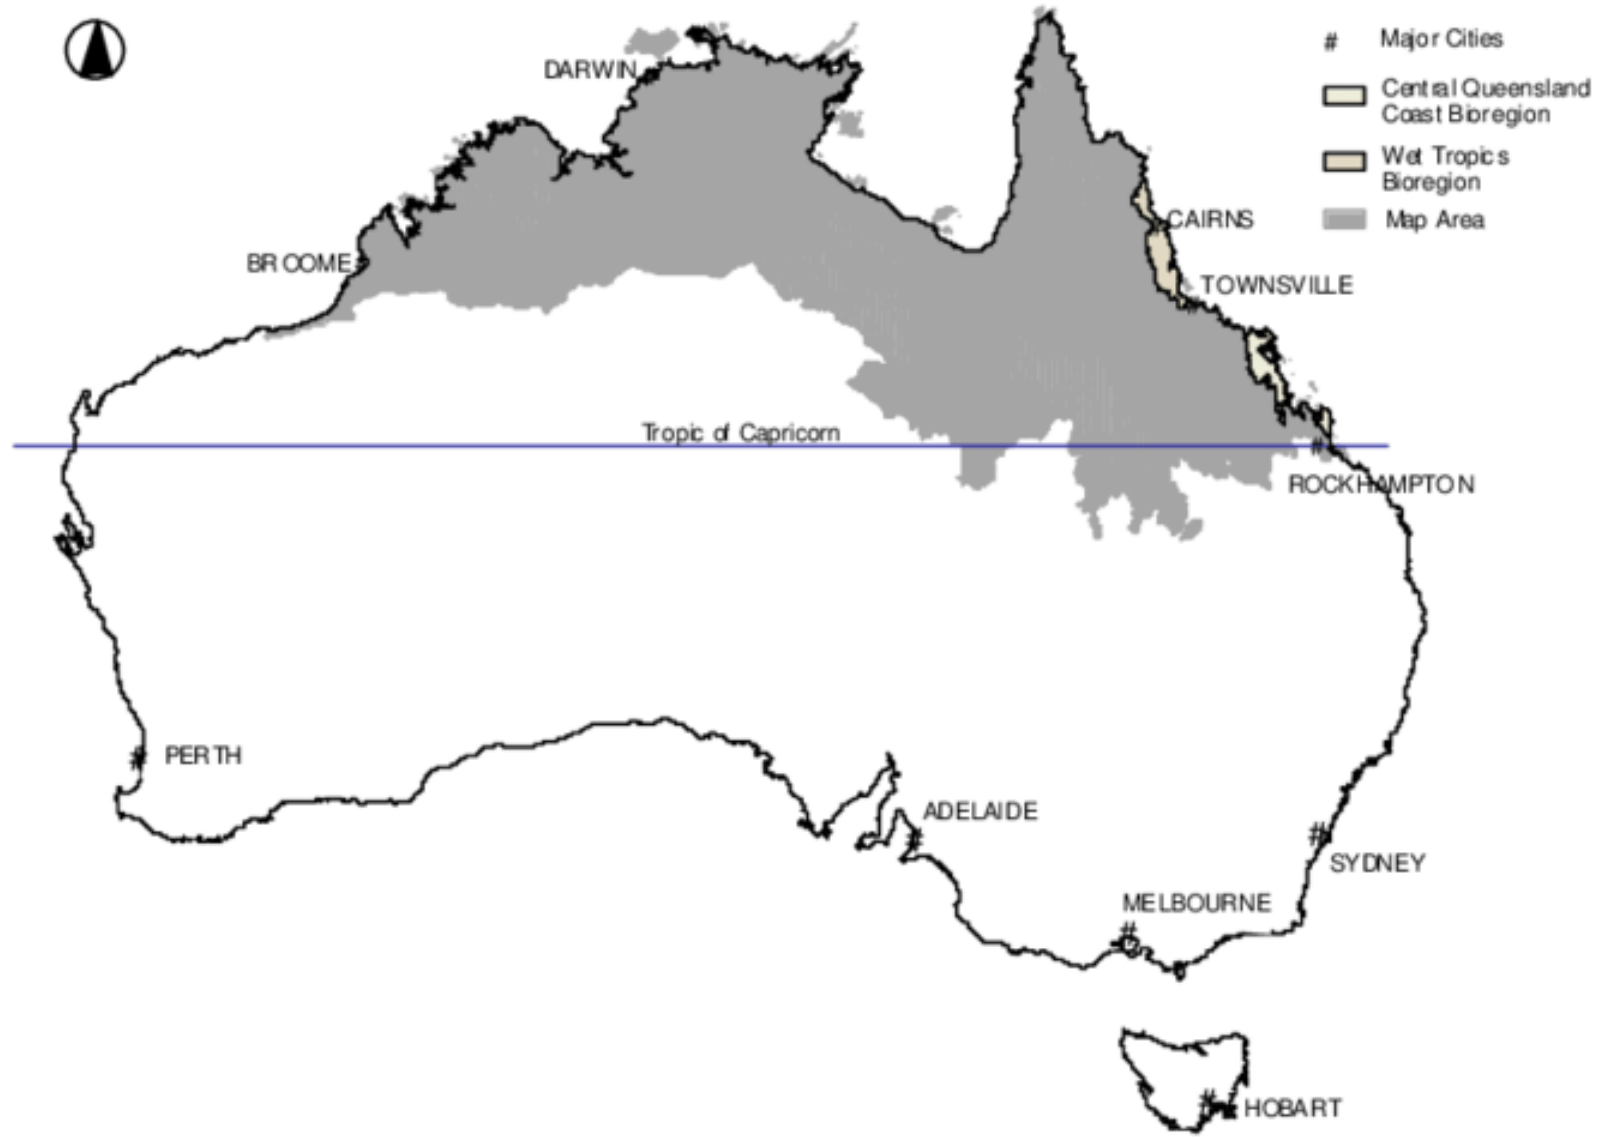 # Major Cities
Central Queensland
Coast Bioregion
Wet Tropics
Bioregion
Map Area
DARWIN
CAIRNS
BROOME
TOWNSVILLE
Tropic of Capricorn
ROCKHAMPTON
PERTH
ADELAIDE
SYDNEY
MELBOURNE
HOBART